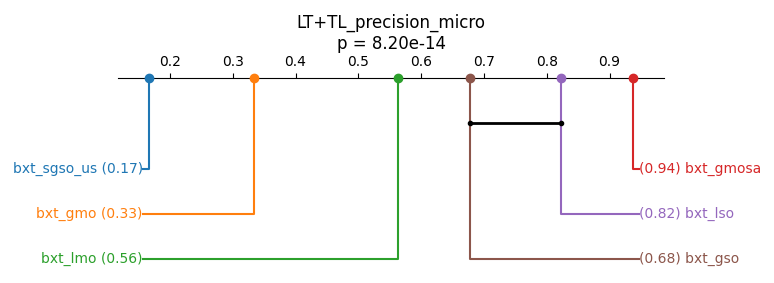 LT+TL_precision_micro
p = 8.20e-14
0.2 0.3 0.4 0.5 0.6 0.7 0.8 0.9
bxt_sgso_us (0.17) (0.94) bxt_gmosa
bxt_gmo (0.33) (0.82) bxt_lso
bxt_lmo (0.56) (0.68) bxt_gso